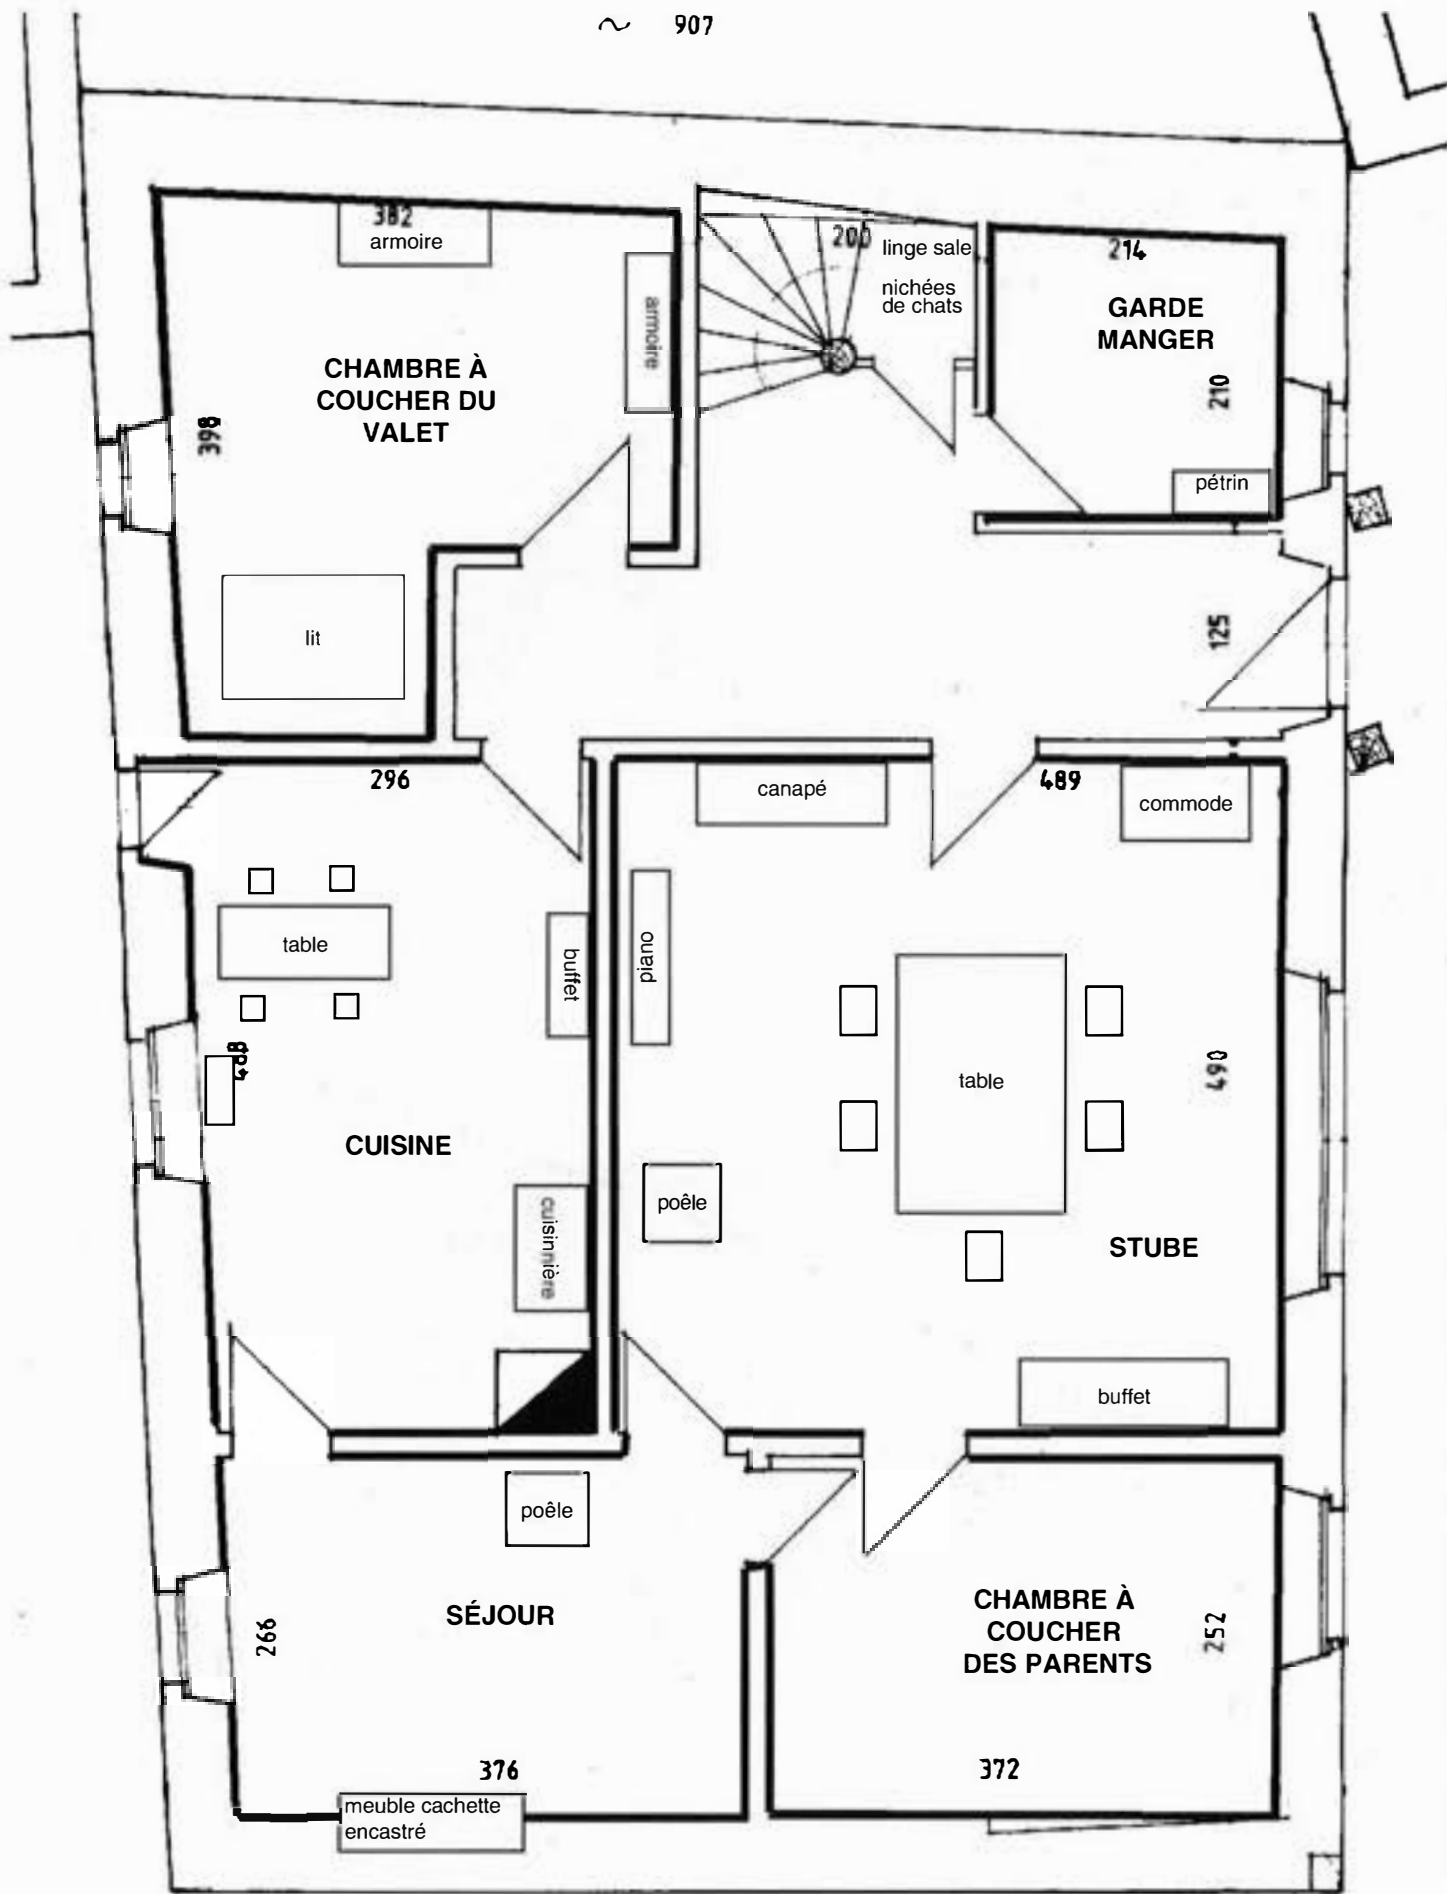 ~ 907
382
armoire
armoire
200
linge sale
nichées
de chats
214
GARDE
MANGER
210
pétrin
CHAMBRE À
COUCHER DU
VALET
398
lit
125
296
489
canapé
commode
table
buffet
piano
488
table
490
CUISINE
cuisinnière
poêle
STUBE
buffet
poêle
SÉJOUR
266
CHAMBRE À
COUCHER
DES PARENTS
252
376
372
meuble cachette
encastré